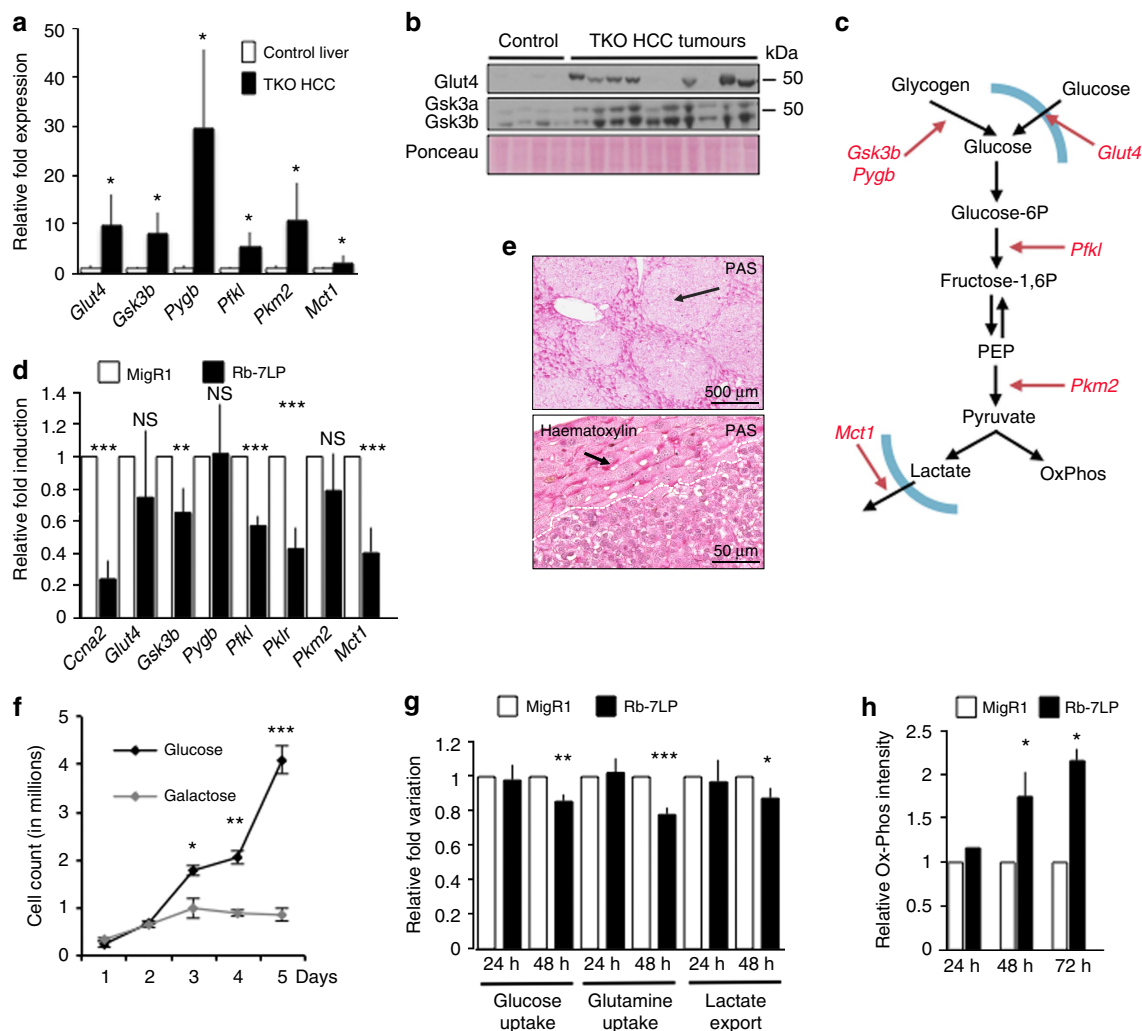 a
Relative fold expression
50
40
30
20
10
0
Control liver
TKO HCC
*
*
*
*
*
*
Glut4
Gsk3b
Pygb
Pfkl
Pkm2
Mct1
b
Control
TKO HCC tumours
kDa
Glut4
50
Gsk3a
50
Gsk3b
Ponceau
c
Glycogen
Glucose
Gsk3b
Pygb
Glucose
Glut4
Glucose-6P
Pfkl
Fructose-1,6P
PEP
Pkm2
Pyruvate
Mct1
Lactate
OxPhos
d
MigR1
Rb-7LP
Relative fold induction
1.4
1.2
1
0.8
0.6
0.4
0.2
0
***
NS
**
NS
***
***
NS
***
Ccna2
Glut4
Gsk3b
Pygb
Pfkl
Pklr
Pkm2
Mct1
e
PAS
500 μm
Haematoxylin
PAS
50 μm
f
Cell count (in millions)
5
4
3
2
1
0
Glucose
Galactose
*
**
***
1 2 3 4 5 Days
g
MigR1
Rb-7LP
Relative fold variation
1.2
1
0.8
0.6
0.4
0.2
0
**
***
*
24 h 48 h 24 h 48 h 24 h 48 h
Glucose uptake
Glutamine uptake
Lactate export
h
MigR1
Rb-7LP
Relative Ox-Phos intensity
2.5
2
1.5
1
0.5
0
*
*
24 h 48 h 72 h